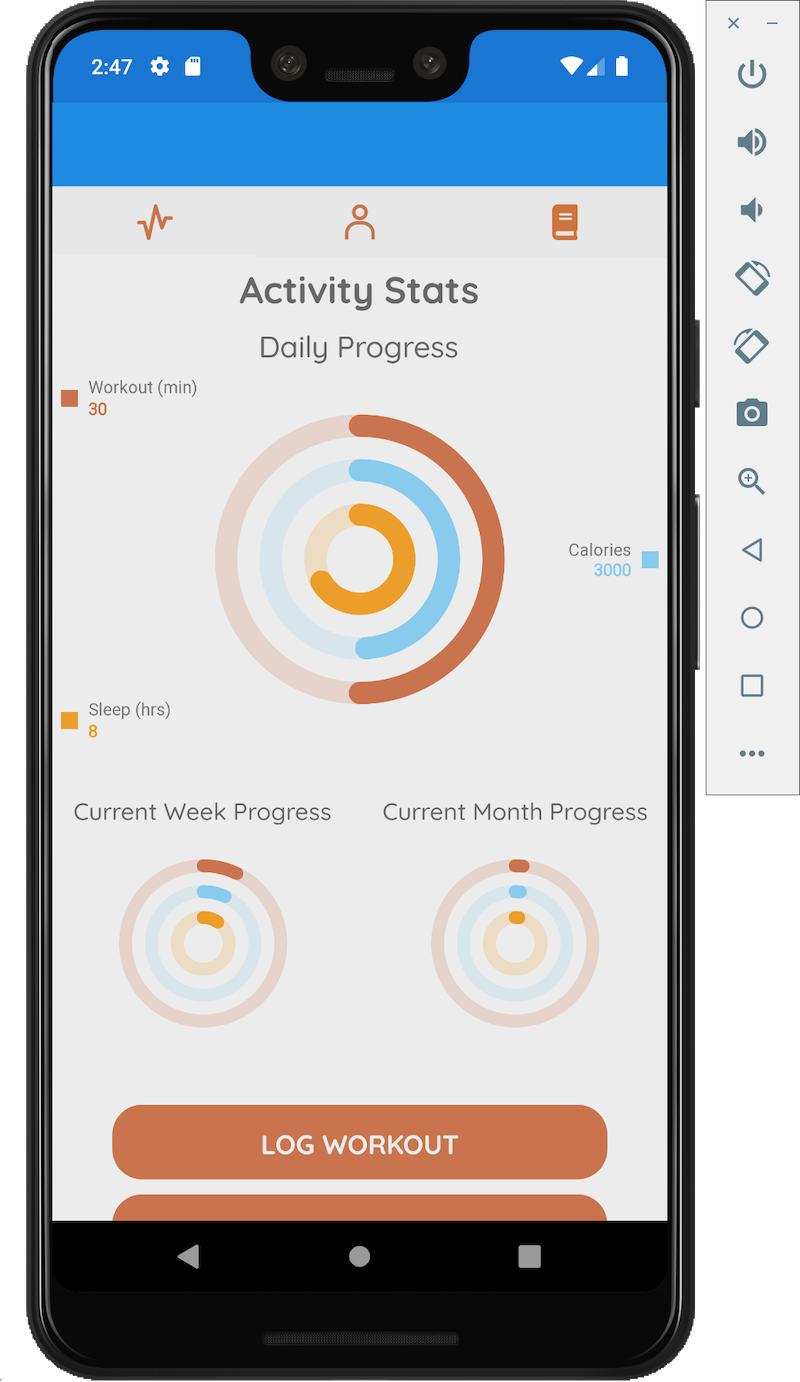 2:47
Activity Stats
Daily Progress
Workout (min)
30
Calories
3000
Sleep (hrs)
8
Current Week Progress
Current Month Progress
LOG WORKOUT